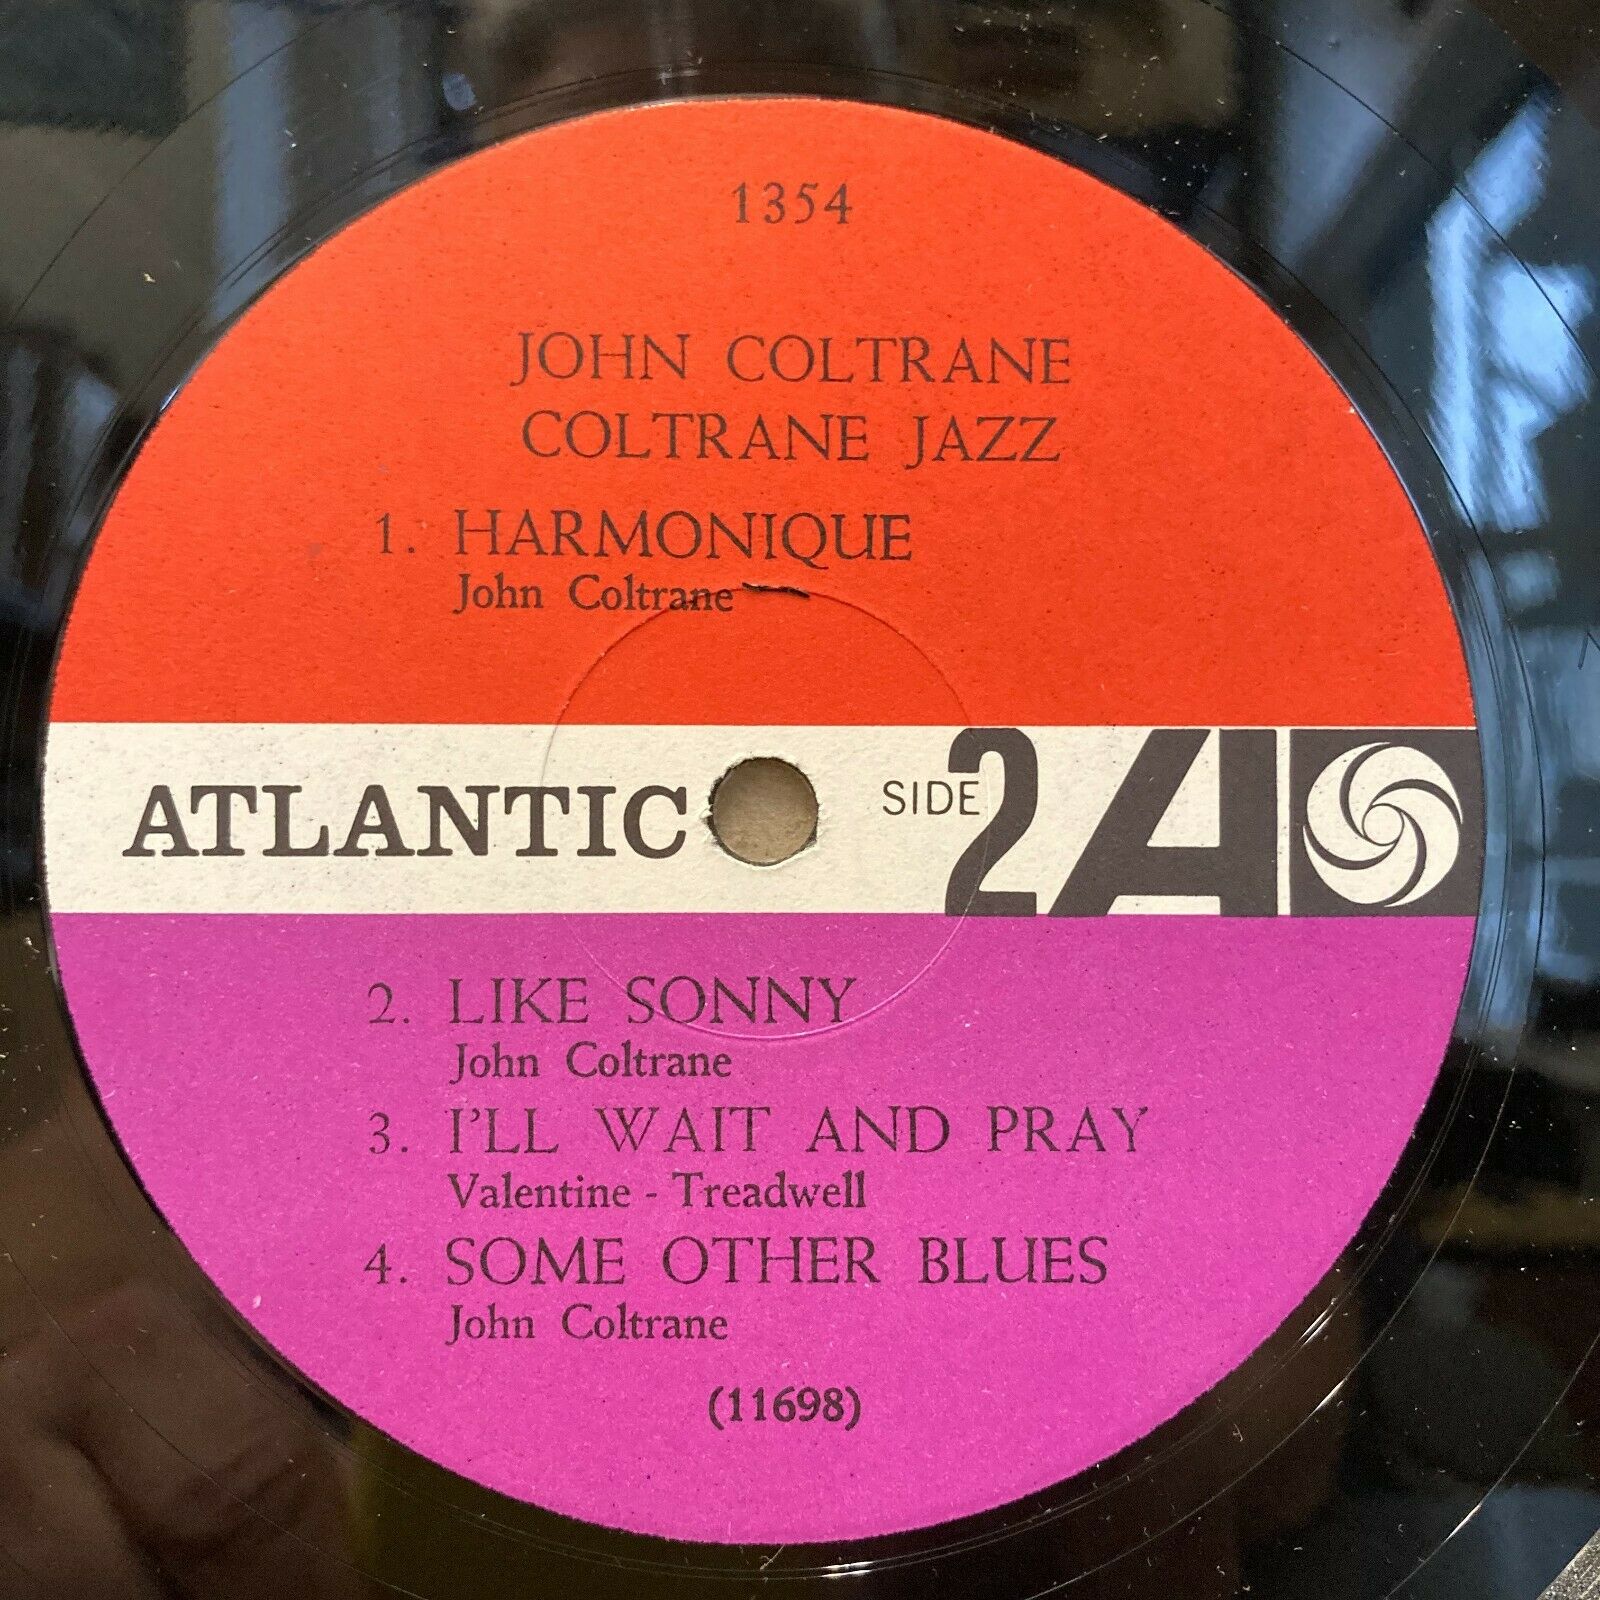 1354
JOHN COLTRANE
COLTRANE JAZZ
1. HARMONIQUE
John Coltrane
ATLANTIC SIDE 2 A
2. LIKE SONNY
John Coltrane
3. I'LL WAIT AND PRAY
Valentine - Treadwell
4. SOME OTHER BLUES
John Coltrane
(11698)